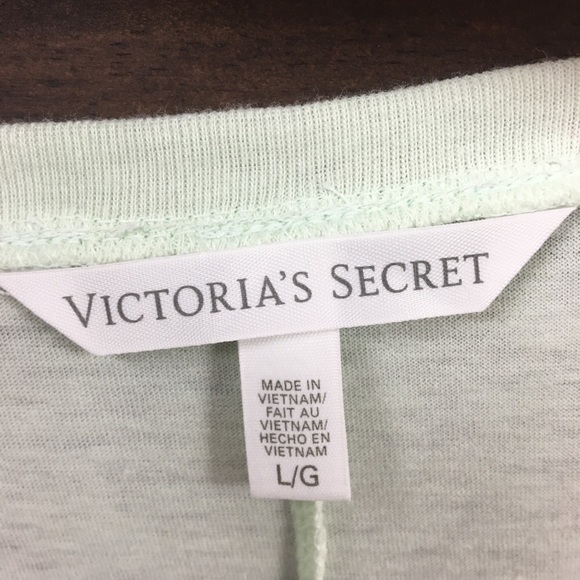 VICTORIA'S SECRET
MADE IN
VIETNAM/
FAIT AU
VIETNAM/
HECHO EN
VIETNAM
L/G